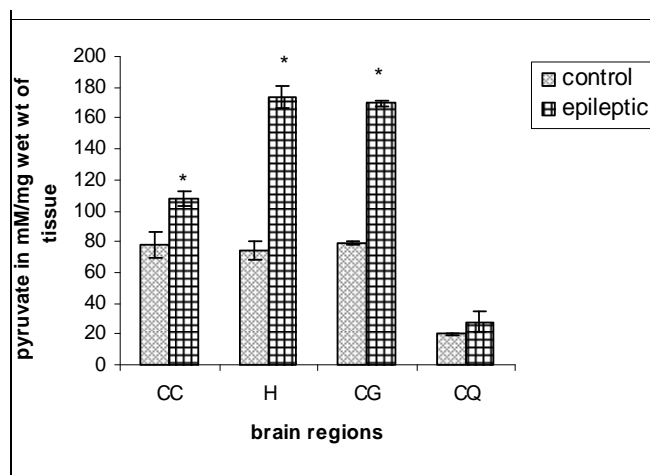 pyruvate in mM/mg wet wt of
tissue
200
180
160
140
120
100
80
60
40
20
0
*
*
*
CC H CG CQ
brain regions
control
epileptic